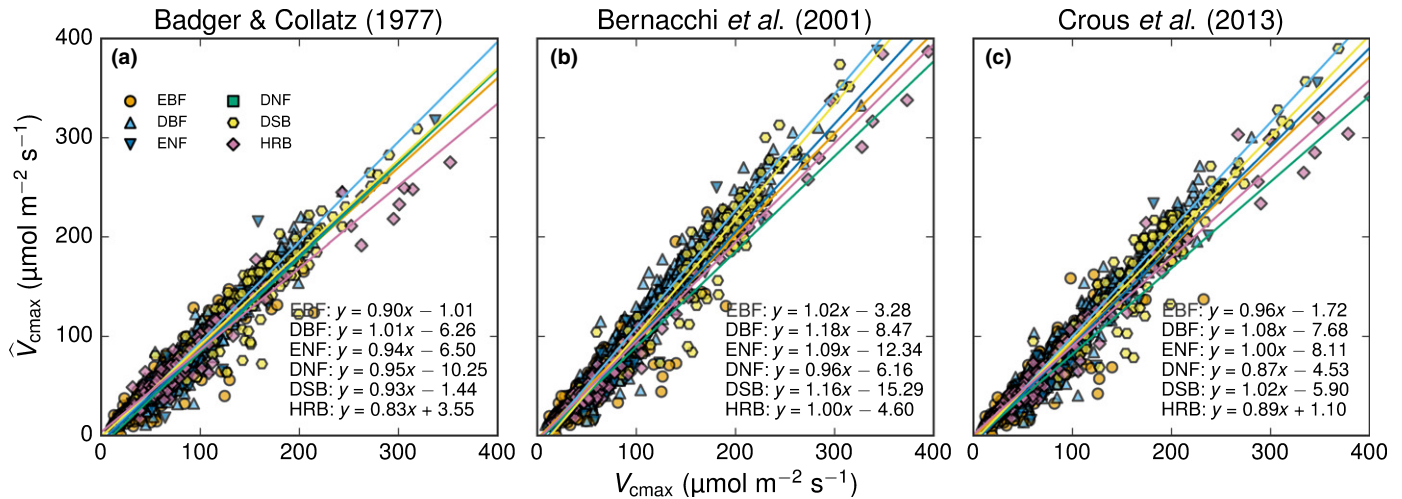 Badger & Collatz (1977)
Bernacchi et al. (2001)
Crous et al. (2013)
V̂cmax (μmol m−2 s−1)
400
300
200
100
0
(a)
EBF
DBF
ENF
DNF
DSB
HRB
EBF: y = 0.90x − 1.01
DBF: y = 1.01x − 6.26
ENF: y = 0.94x − 6.50
DNF: y = 0.95x − 10.25
DSB: y = 0.93x − 1.44
HRB: y = 0.83x + 3.55
0 100 200 300 400
(b)
EBF: y = 1.02x − 3.28
DBF: y = 1.18x − 8.47
ENF: y = 1.09x − 12.34
DNF: y = 0.96x − 6.16
DSB: y = 1.16x − 15.29
HRB: y = 1.00x − 4.60
0 100 200 300 400
(c)
EBF: y = 0.96x − 1.72
DBF: y = 1.08x − 7.68
ENF: y = 1.00x − 8.11
DNF: y = 0.87x − 4.53
DSB: y = 1.02x − 5.90
HRB: y = 0.89x + 1.10
0 100 200 300 400
Vcmax (μmol m−2 s−1)